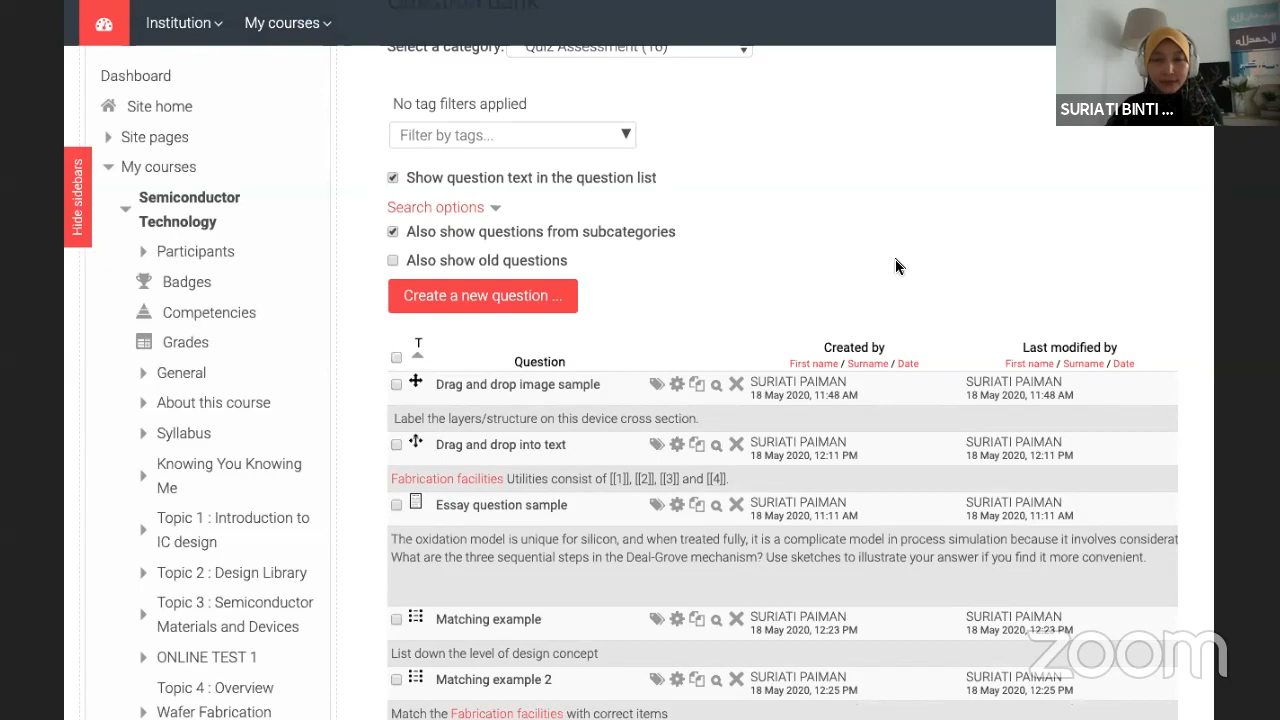 Institution
My courses
Select a category:
Quiz Assessment (16)
SURIATI BINTI ...
Hide sidebars
Dashboard
Site home
Site pages
My courses
Semiconductor
Technology
Participants
Badges
Competencies
Grades
General
About this course
Syllabus
Knowing You Knowing
Me
Topic 1 : Introduction to
IC design
Topic 2 : Design Library
Topic 3 : Semiconductor
Materials and Devices
ONLINE TEST 1
Topic 4 : Overview
Wafer Fabrication
No tag filters applied
Filter by tags...
Show question text in the question list
Search options
Also show questions from subcategories
Also show old questions
Create a new question ...
T
Question
Created by
First name / Surname / Date
Last modified by
First name / Surname / Date
Drag and drop image sample SURIATI PAIMAN SURIATI PAIMAN
18 May 2020, 11:48 AM 18 May 2020, 11:48 AM
Label the layers/structure on this device cross section.
Drag and drop into text SURIATI PAIMAN SURIATI PAIMAN
18 May 2020, 12:11 PM 18 May 2020, 12:11 PM
Fabrication facilities Utilities consist of [[1]], [[2]], [[3]] and [[4]].
Essay question sample SURIATI PAIMAN SURIATI PAIMAN
18 May 2020, 11:11 AM 18 May 2020, 11:11 AM
The oxidation model is unique for silicon, and when treated fully, it is a complicate model in process simulation because it involves considerat
What are the three sequential steps in the Deal-Grove mechanism? Use sketches to illustrate your answer if you find it more convenient.
Matching example SURIATI PAIMAN SURIATI PAIMAN
18 May 2020, 12:23 PM 18 May 2020, 12:23 PM
List down the level of design concept
Matching example 2 SURIATI PAIMAN SURIATI PAIMAN
18 May 2020, 12:25 PM 18 May 2020, 12:25 PM
Match the Fabrication facilities with correct items
zoom